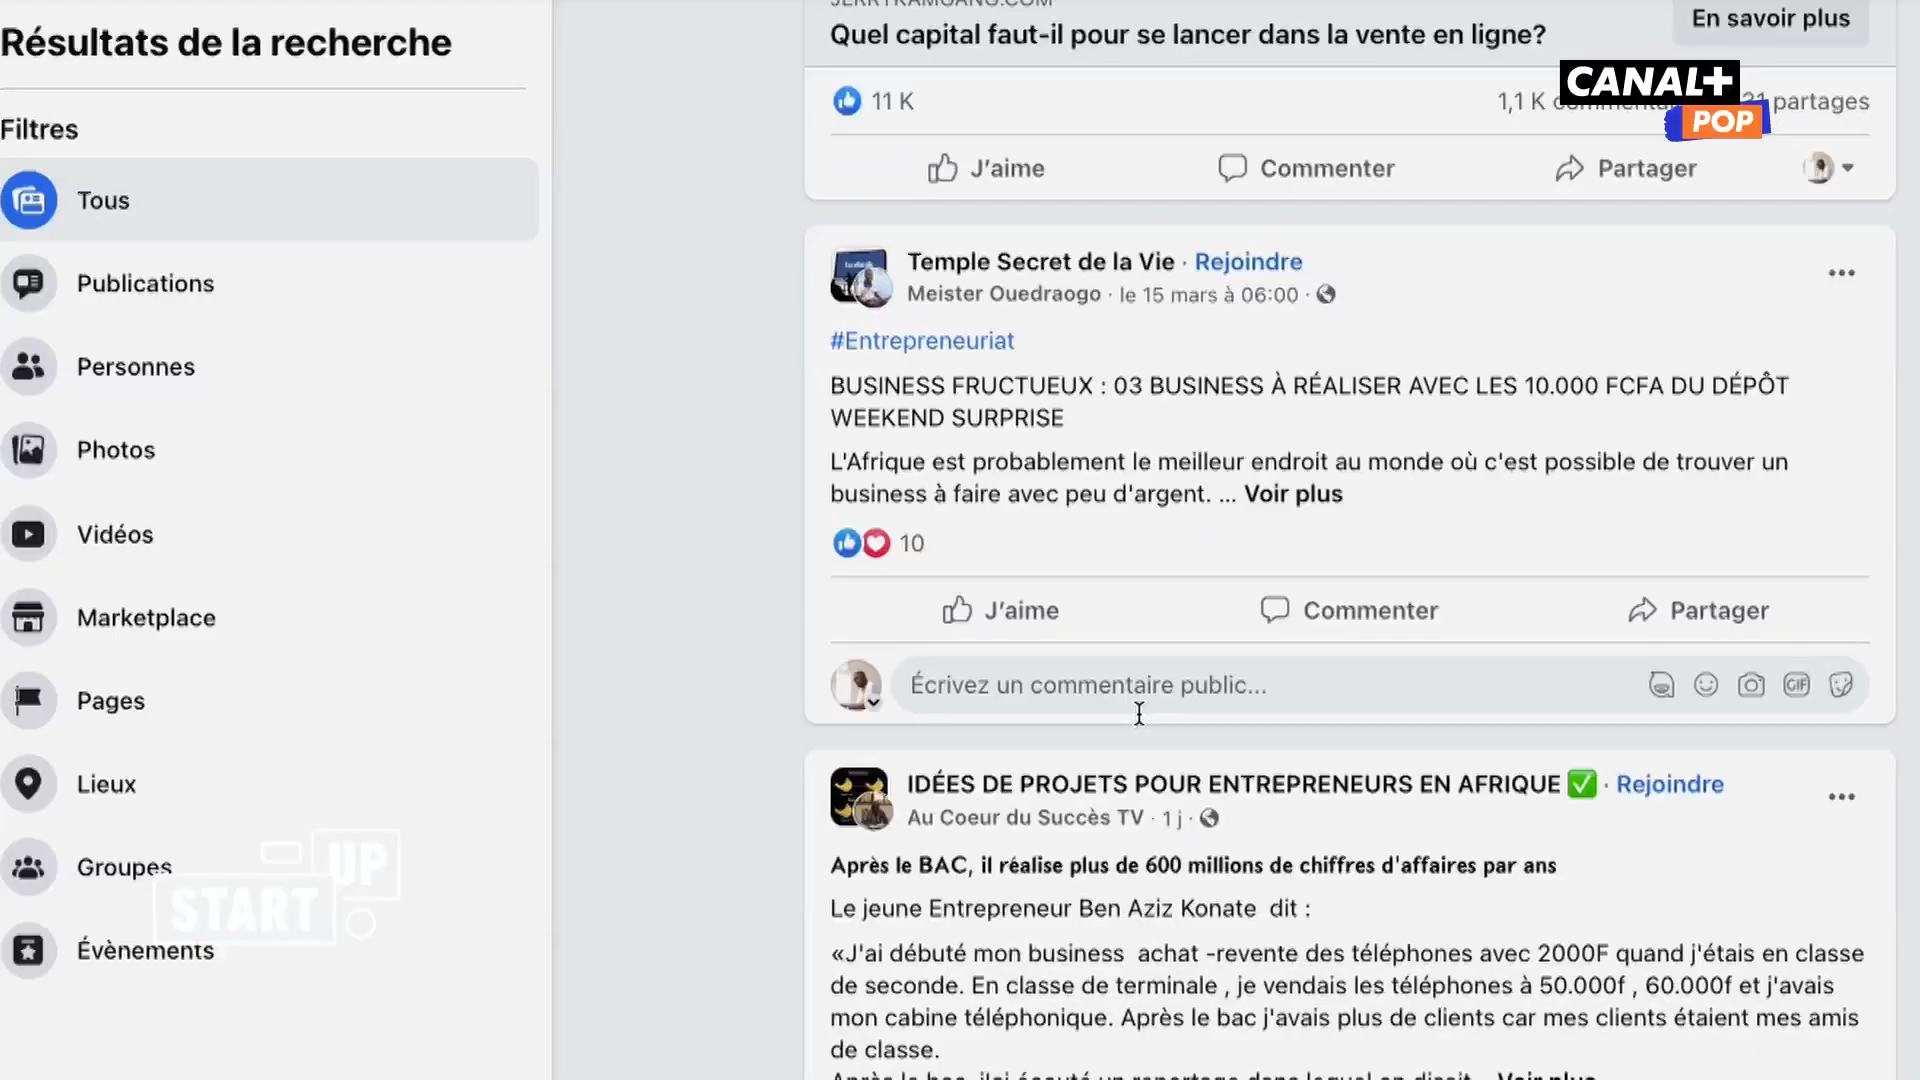 Résultats de la recherche
Filtres
Tous
Publications
Personnes
Photos
Vidéos
Marketplace
Pages
Lieux
Groupes
Évènements
START
UP
JERRYKAMGANG.COM
Quel capital faut-il pour se lancer dans la vente en ligne?
En savoir plus
CANAL+
POP
11 K
1,1 K
partages
J'aime
Commenter
Partager
Temple Secret de la Vie · Rejoindre
Meister Ouedraogo · le 15 mars à 06:00 ·
#Entrepreneuriat
BUSINESS FRUCTUEUX : 03 BUSINESS À RÉALISER AVEC LES 10.000 FCFA DU DÉPÔT
WEEKEND SURPRISE
L'Afrique est probablement le meilleur endroit au monde où c'est possible de trouver un
business à faire avec peu d'argent. ... Voir plus
10
J'aime
Commenter
Partager
Écrivez un commentaire public...
GIF
IDÉES DE PROJETS POUR ENTREPRENEURS EN AFRIQUE ✅ · Rejoindre
Au Coeur du Succès TV · 1 j ·
Après le BAC, il réalise plus de 600 millions de chiffres d'affaires par ans
Le jeune Entrepreneur Ben Aziz Konate dit :
«J'ai débuté mon business achat -revente des téléphones avec 2000F quand j'étais en classe
de seconde. En classe de terminale , je vendais les téléphones à 50.000f , 60.000f et j'avais
mon cabine téléphonique. Après le bac j'avais plus de clients car mes clients étaient mes amis
de classe.